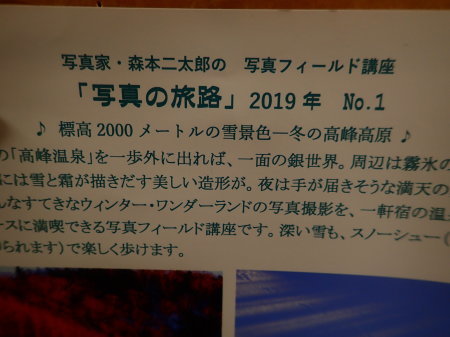 写真家・森本二太郎の 写真フィールド講座
「写真の旅路」2019年 No.1
♪ 標高2000メートルの雪景色―冬の高峰高原 ♪
の「高峰温泉」を一歩外に出れば、一面の銀世界。周辺は霧氷の
には雪と霜が描きだす美しい造形が。夜は手が届きそうな満天の
んなすてきなウィンター・ワンダーランドの写真撮影を、一軒宿の温
ースに満喫できる写真フィールド講座です。深い雪も、スノーシュー（
られます）で楽しく歩けます。